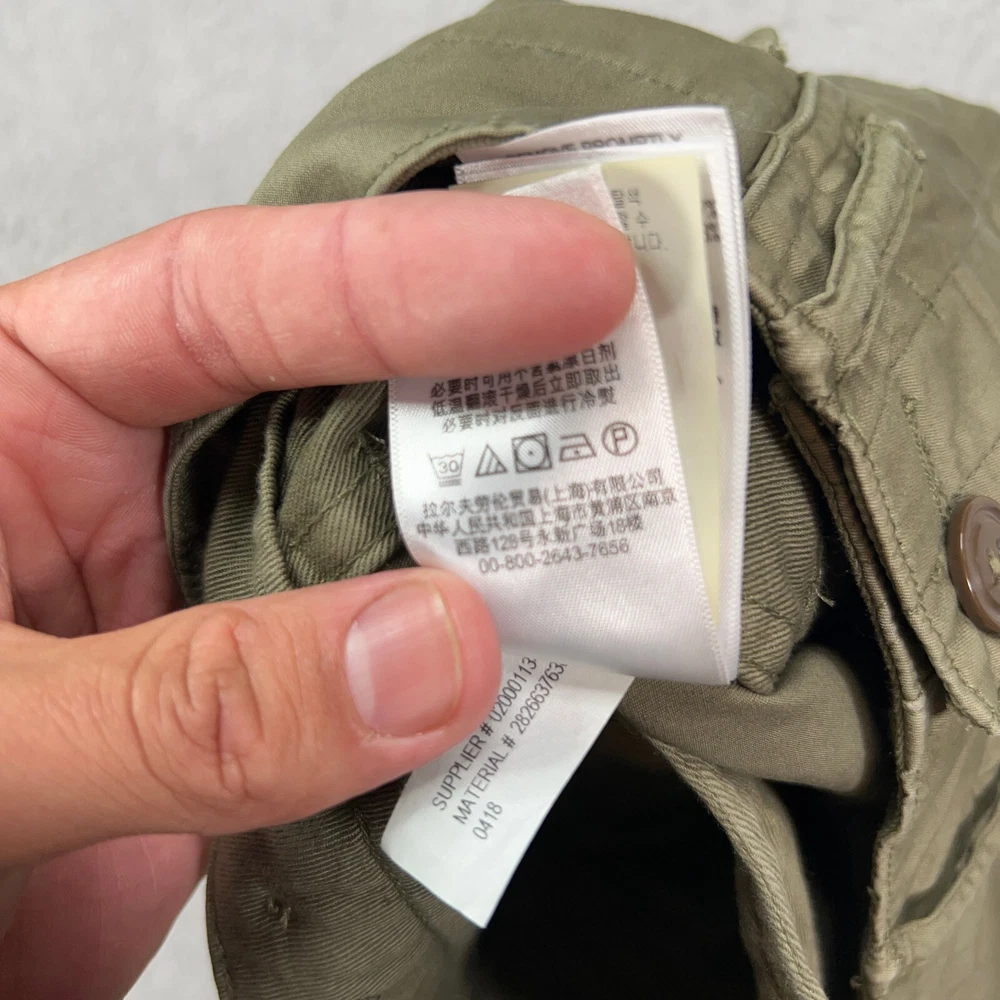 REMOVE PROMPTLY
必要时可用不含氯漂白剂
低温翻滚干燥后立即取出
必要时对反面进行冷熨
30
P
拉尔夫劳伦贸易(上海)有限公司
中华人民共和国上海市黄浦区南京
西路128号永新广场18楼
00-800-2643-7656
SUPPLIER # 02000113
MATERIAL # 28266376
0418